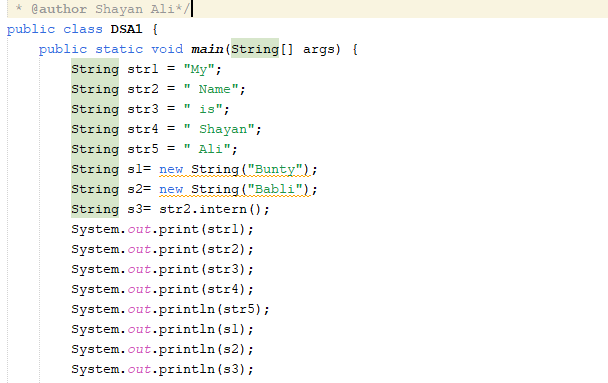 * @author Shayan Ali*/
public class DSA1 {
public static void main(String[] args) {
String str1 = "My";
String str2 = " Name";
String str3 = " is";
String str4 = " Shayan";
String str5 = " Ali";
String s1= new String("Bunty");
String s2= new String("Babli");
String s3= str2.intern();
System.out.print(str1);
System.out.print(str2);
System.out.print(str3);
System.out.print(str4);
System.out.println(str5);
System.out.println(s1);
System.out.println(s2);
System.out.println(s3);